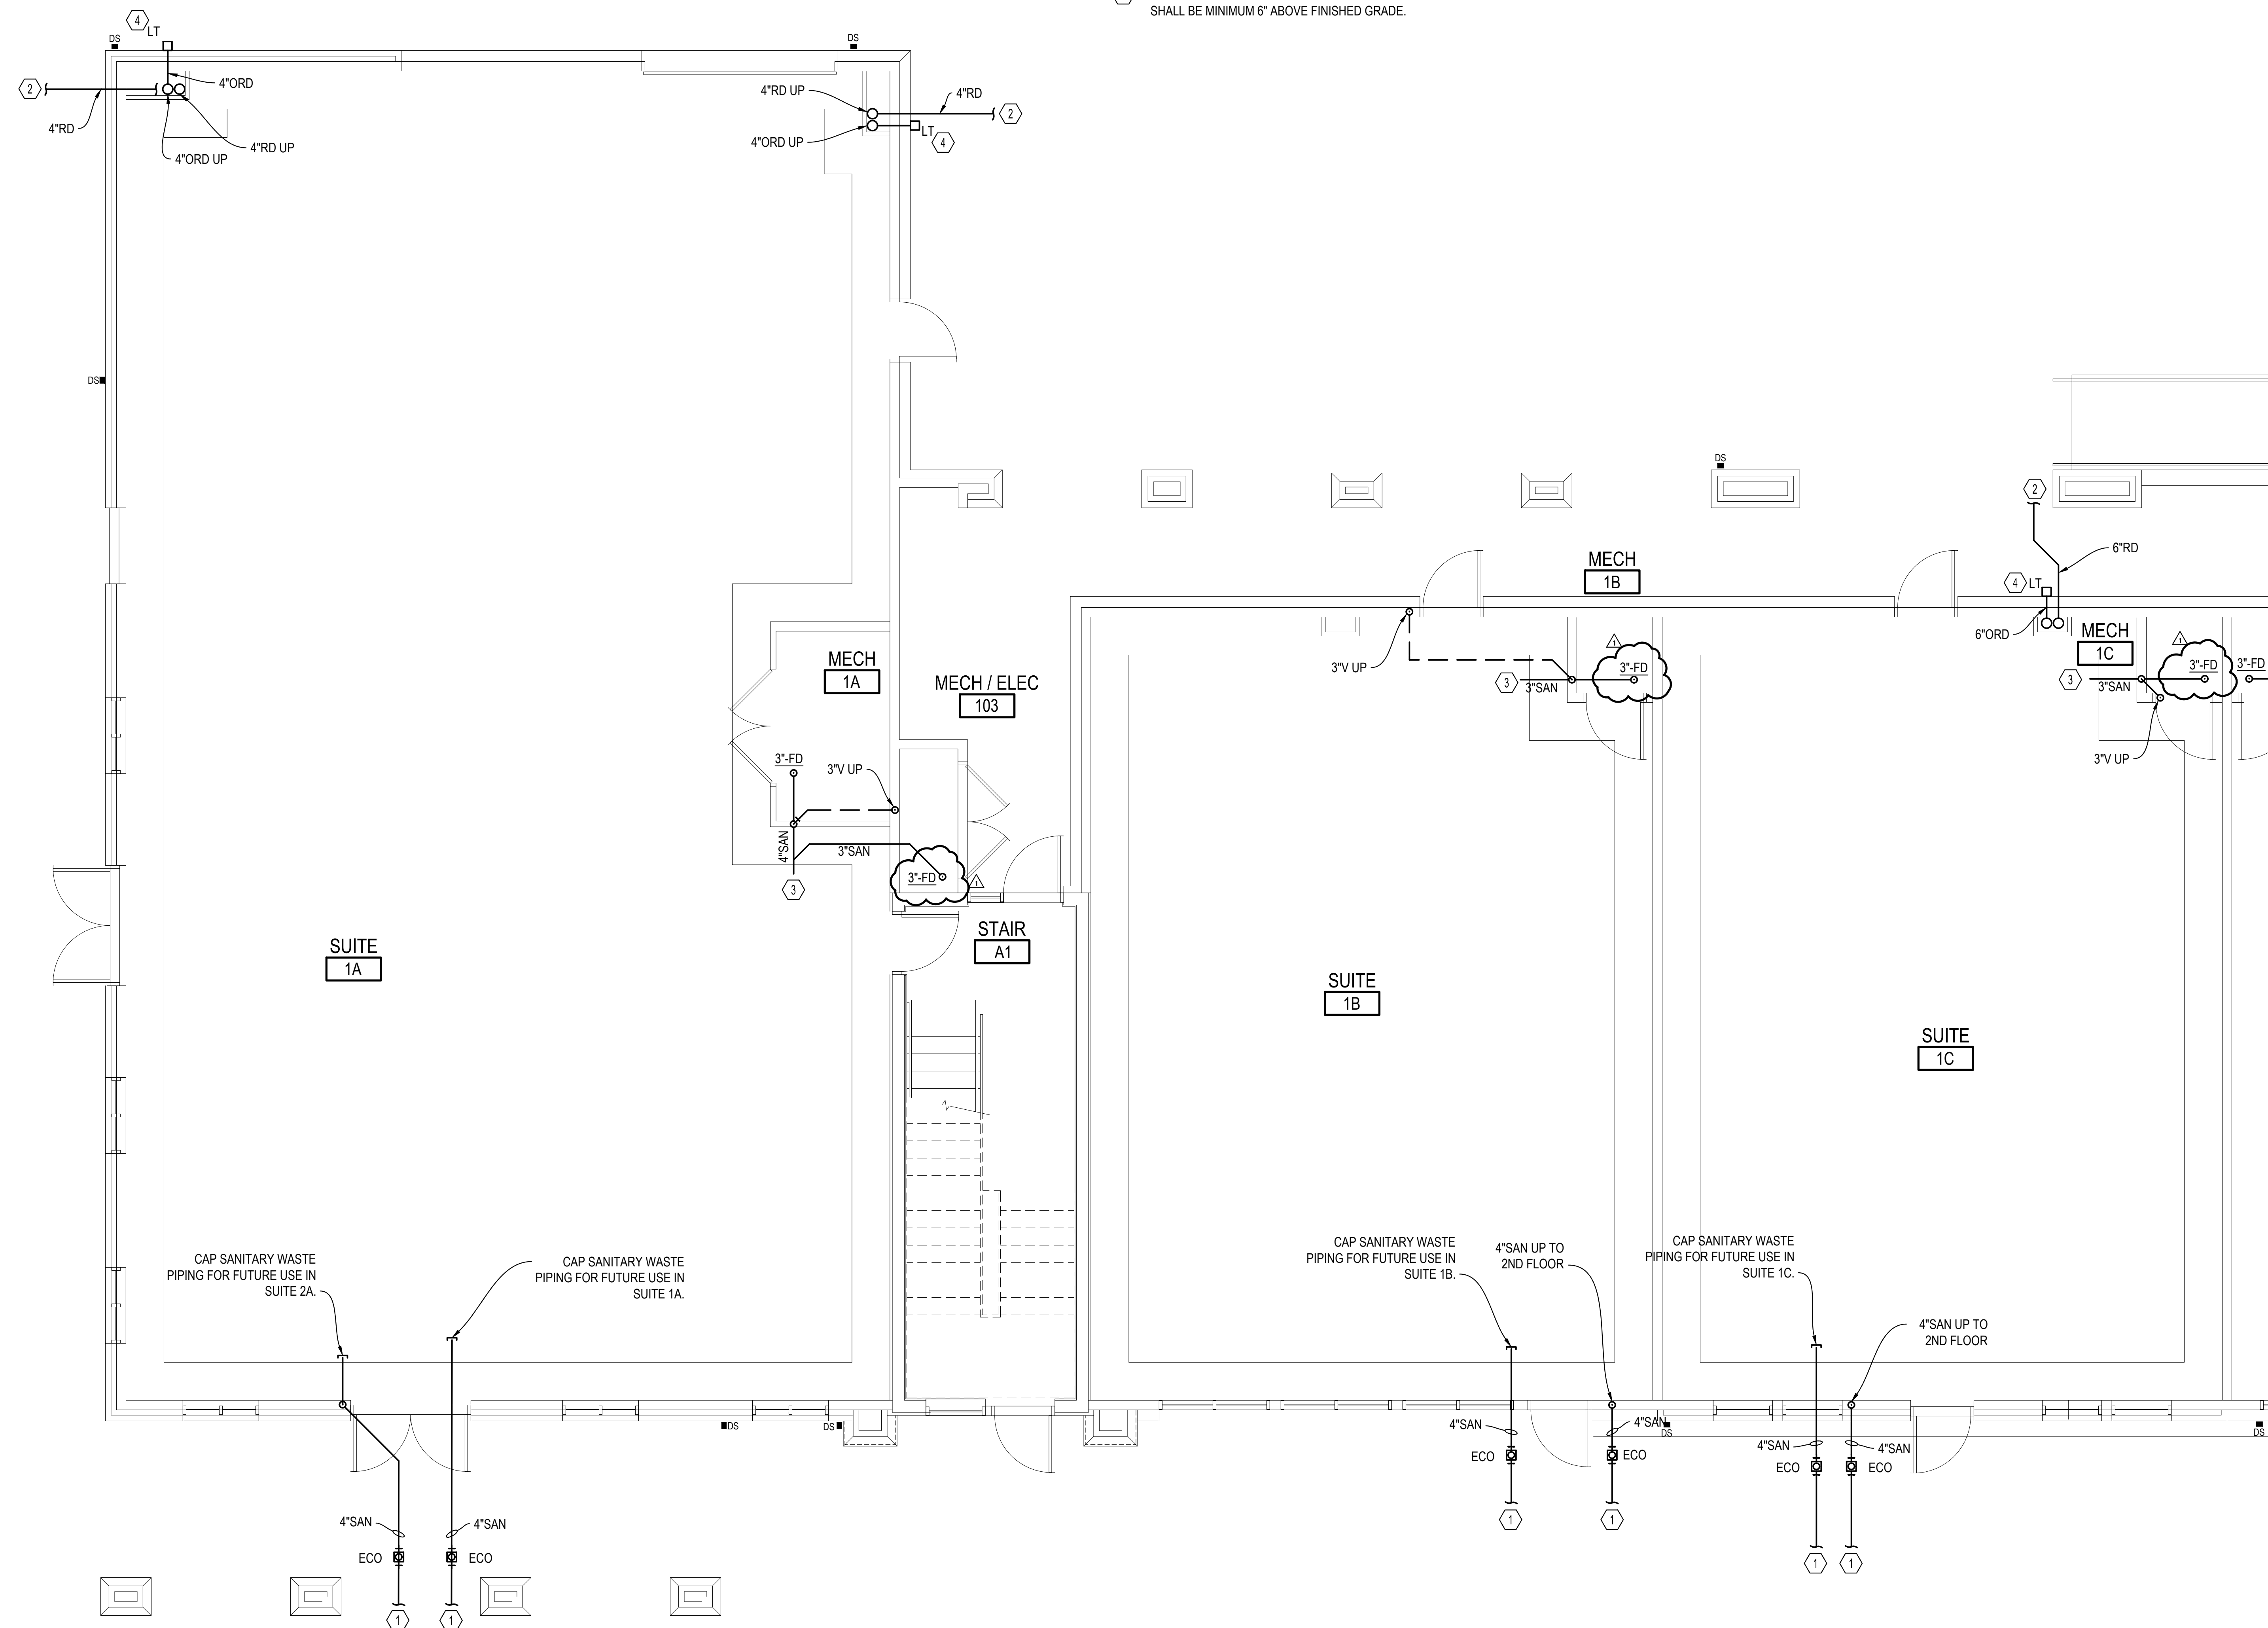 SHALL BE MINIMUM 6" ABOVE FINISHED GRADE.
4
LT
DS
DS
2
4"ORD
4"RD
4"ORD UP
4"RD UP
4"RD UP
4"RD
2
4"ORD UP
LT
4
DS
DS
2
6"RD
4
LT
6"ORD
MECH
1B
MECH
1C
MECH
1A
MECH / ELEC
103
3"V UP
3
3"SAN
1
3"-FD
3
3"SAN
1
3"-FD
3"-FD
3"V UP
3"-FD
3"V UP
4"SAN
3"SAN
3
3"-FD
1
STAIR
A1
SUITE
1A
SUITE
1B
SUITE
1C
CAP SANITARY WASTE
PIPING FOR FUTURE USE IN
SUITE 2A.
CAP SANITARY WASTE
PIPING FOR FUTURE USE IN
SUITE 1A.
CAP SANITARY WASTE
PIPING FOR FUTURE USE IN
SUITE 1B.
4"SAN UP TO
2ND FLOOR
CAP SANITARY WASTE
PIPING FOR FUTURE USE IN
SUITE 1C.
4"SAN UP TO
2ND FLOOR
DS
DS
4"SAN
4"SAN
DS
ECO
ECO
4"SAN
4"SAN
ECO
ECO
DS
4"SAN
4"SAN
ECO
ECO
1
1
1
1
1
1